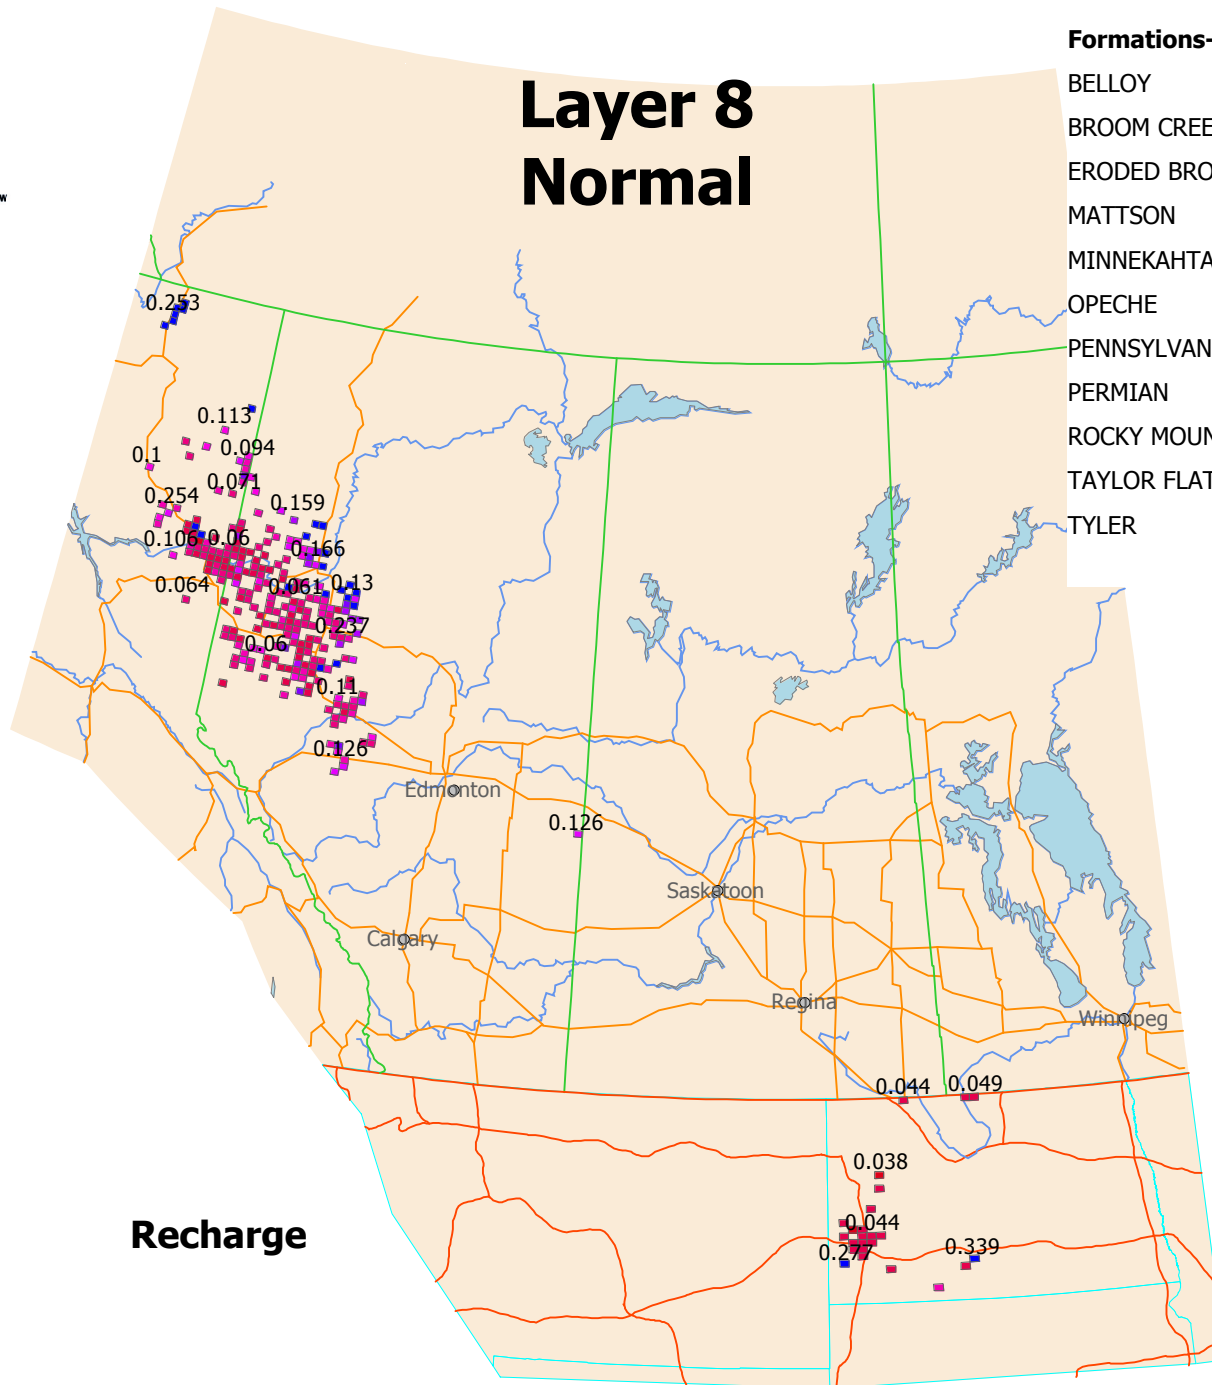 Layer 8
Normal
Formations-
BELLOY
BROOM CREE
ERODED BRO
MATTSON
MINNEKAHTA
OPECHE
PENNSYLVAN
PERMIAN
ROCKY MOUN
TAYLOR FLAT
TYLER
0.253
0.113
0.1
0.094
0.071
0.254
0.159
0.106
0.06
0.166
0.064
0.061
0.13
0.237
0.06
0.11
0.126
Edmonton
0.126
Saskatoon
Calgary
Regina
Winnipeg
0.044
0.049
0.038
0.044
0.277
0.339
Recharge